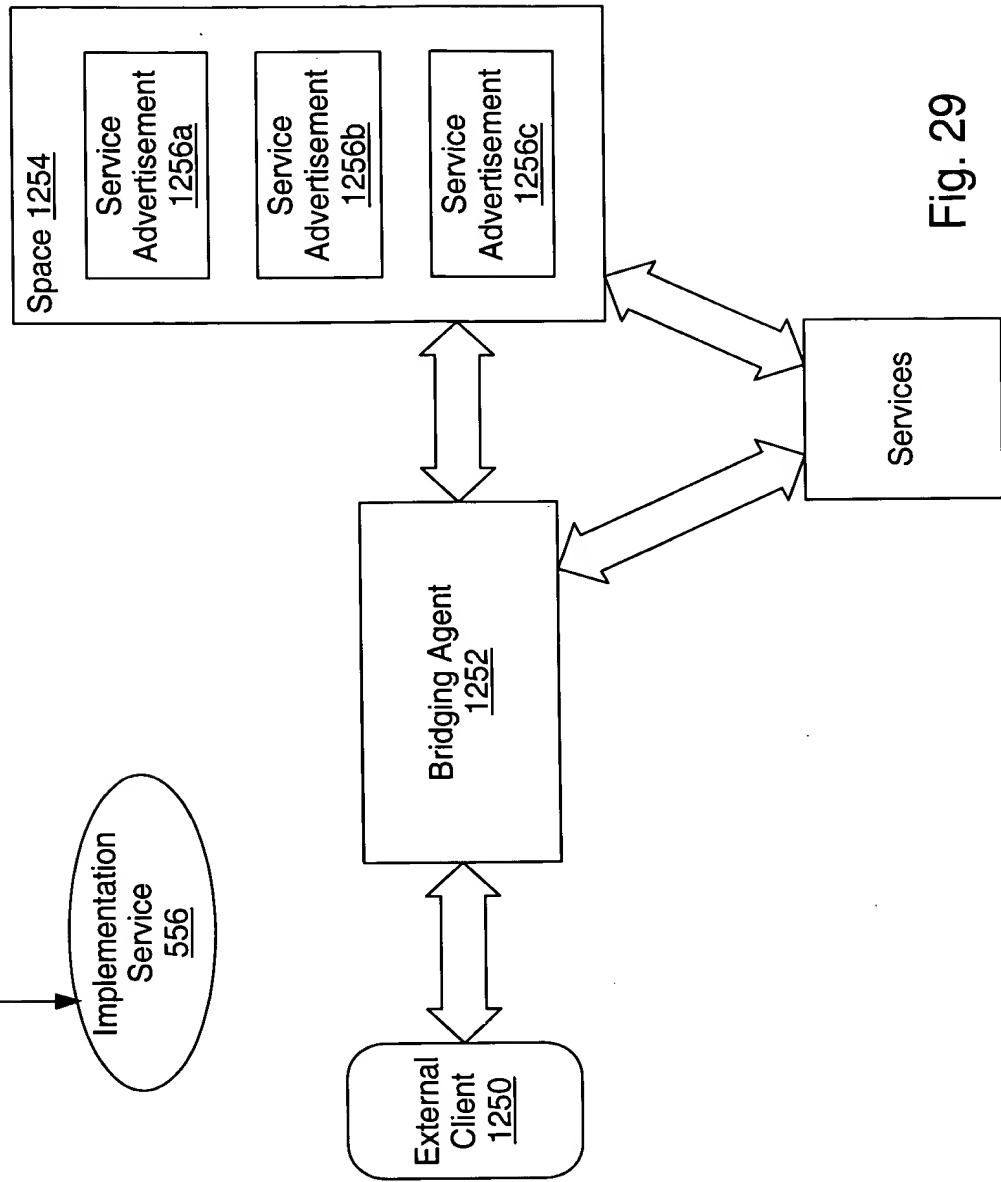 Implementation
Service
556
External
Client
1250
Bridging Agent
1252
Space 1254
Service
Advertisement
1256a
Service
Advertisement
1256b
Service
Advertisement
1256c
Services
Fig. 29